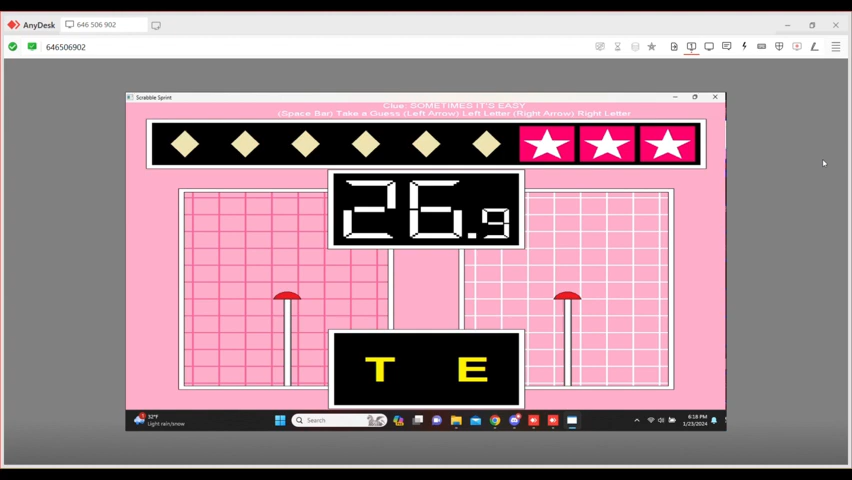 AnyDesk
646 506 902
646506902
Scrabble Sprint
Clue: SOMETIMES IT'S EASY
(Space Bar) Take a Guess (Left Arrow) Left Letter (Right Arrow) Right Letter
26.9
T E
32°F
Light rain/snow
Search
6:18 PM
1/23/2024